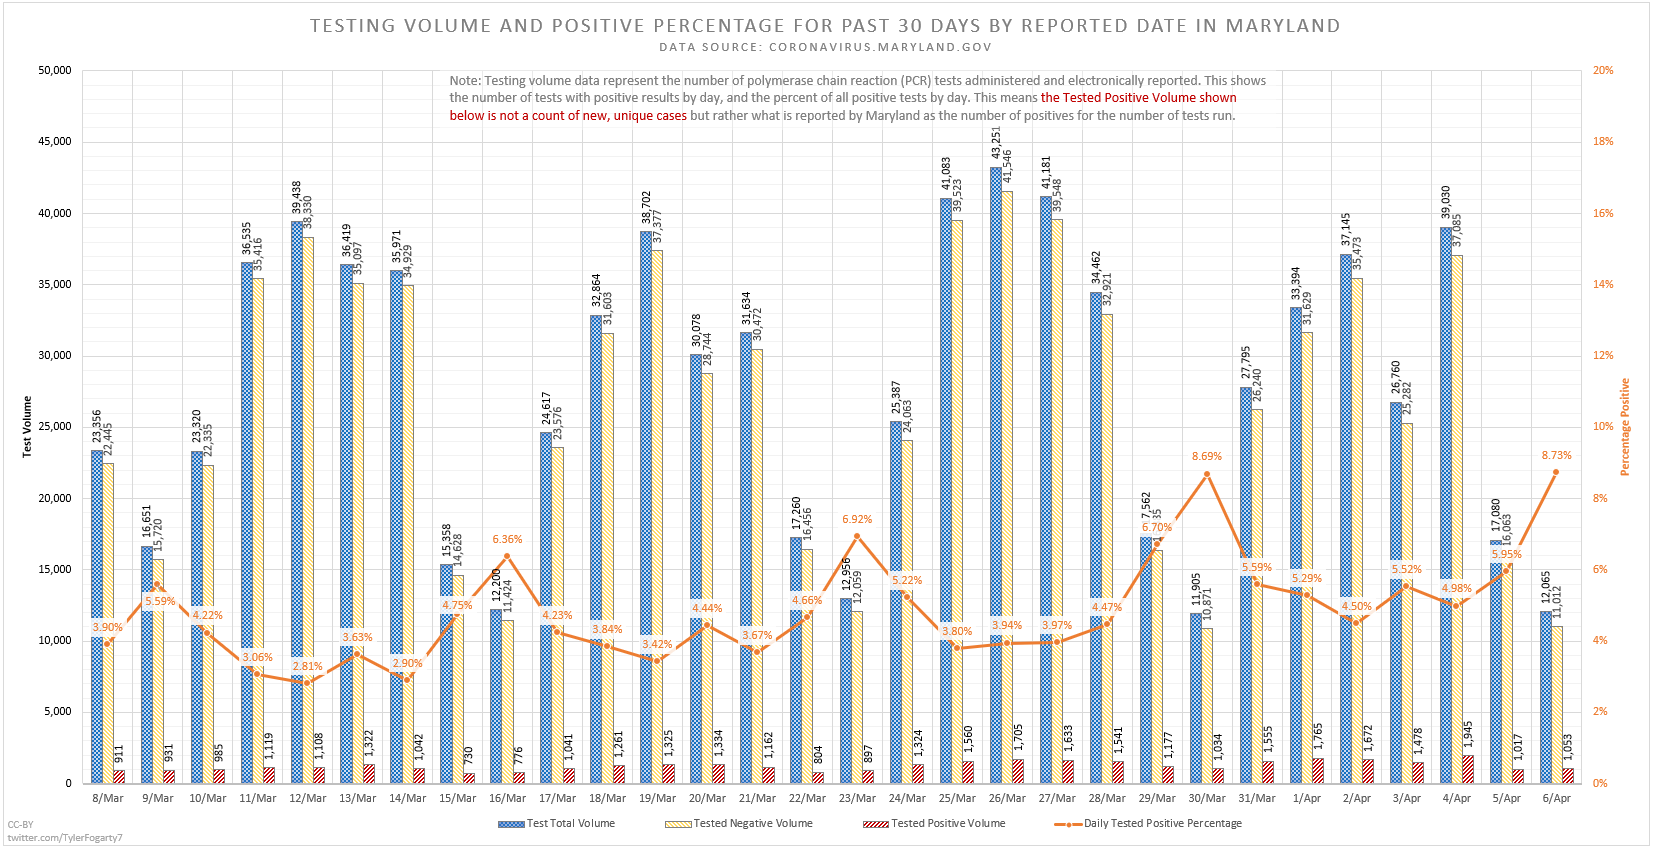 TESTING VOLUME AND POSITIVE PERCENTAGE FOR PAST 30 DAYS BY REPORTED DATE IN MARYLAND
DATA SOURCE: CORONAVIRUS.MARYLAND.GOV
Note: Testing volume data represent the number of polymerase chain reaction (PCR) tests administered and electronically reported. This shows
the number of tests with positive results by day, and the percent of all positive tests by day. This means the Tested Positive Volume shown
below is not a count of new, unique cases but rather what is reported by Maryland as the number of positives for the number of tests run.
Test Volume
50,000
45,000
40,000
35,000
30,000
25,000
20,000
15,000
10,000
5,000
0
Percentage Positive
20%
18%
16%
14%
12%
10%
8%
6%
4%
2%
0%
23,356 22,445 3.90% 911
16,651 15,720 5.59% 931
23,320 22,335 4.22% 985
36,535 35,416 3.06% 1,119
39,438 38,330 2.81% 1,108
36,419 35,097 3.63% 1,322
35,971 34,929 2.90% 1,042
15,358 14,628 4.75% 730
12,200 11,424 6.36% 776
24,617 23,576 4.23% 1,041
32,864 31,603 3.84% 1,261
38,702 37,377 3.42% 1,325
30,078 28,744 4.44% 1,334
31,634 30,472 3.67% 1,162
17,260 16,456 4.66% 804
12,956 12,059 6.92% 897
25,387 24,063 5.22% 1,324
41,083 39,523 3.80% 1,560
43,251 41,546 3.94% 1,705
41,181 39,548 3.97% 1,633
34,462 32,921 4.47% 1,541
17,562 6.70% 1,177
11,905 10,871 8.69% 1,034
27,795 26,240 5.59% 1,555
33,394 31,629 5.29% 1,765
37,145 35,473 4.50% 1,672
26,760 25,282 5.52% 1,478
39,030 37,085 4.98% 1,945
17,080 16,063 5.95% 1,017
12,065 11,012 8.73% 1,053
8/Mar 9/Mar 10/Mar 11/Mar 12/Mar 13/Mar 14/Mar 15/Mar 16/Mar 17/Mar 18/Mar 19/Mar 20/Mar 21/Mar 22/Mar 23/Mar 24/Mar 25/Mar 26/Mar 27/Mar 28/Mar 29/Mar 30/Mar 31/Mar 1/Apr 2/Apr 3/Apr 4/Apr 5/Apr 6/Apr
Test Total Volume Tested Negative Volume Tested Positive Volume Daily Tested Positive Percentage
CC-BY
twitter.com/TylerFogarty7